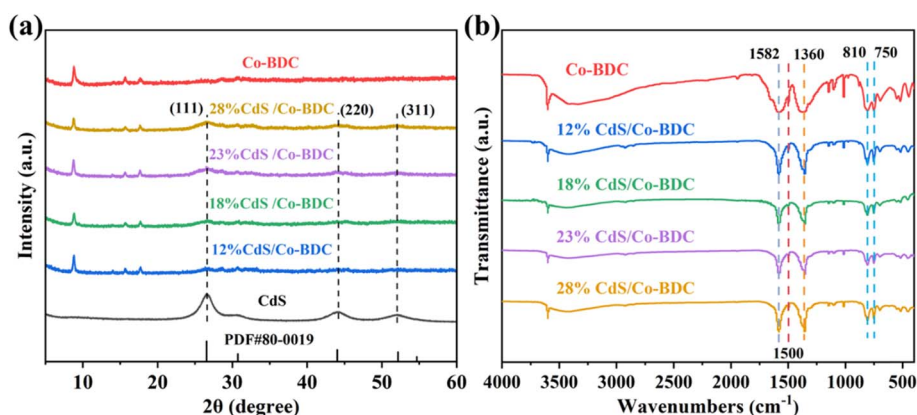 (a)
Co-BDC
(111)
28%CdS /Co-BDC
(220)
(311)
23%CdS /Co-BDC
18%CdS /Co-BDC
12%CdS/Co-BDC
CdS
PDF#80-0019
Intensity (a.u.)
10
20
30
40
50
60
2θ (degree)
(b)
1582
1360
810
750
Co-BDC
12% CdS/Co-BDC
18% CdS/Co-BDC
23% CdS/Co-BDC
28% CdS/Co-BDC
1500
Transmittance (a.u.)
4000
3500
3000
2500
2000
1500
1000
500
Wavenumbers (cm⁻¹)